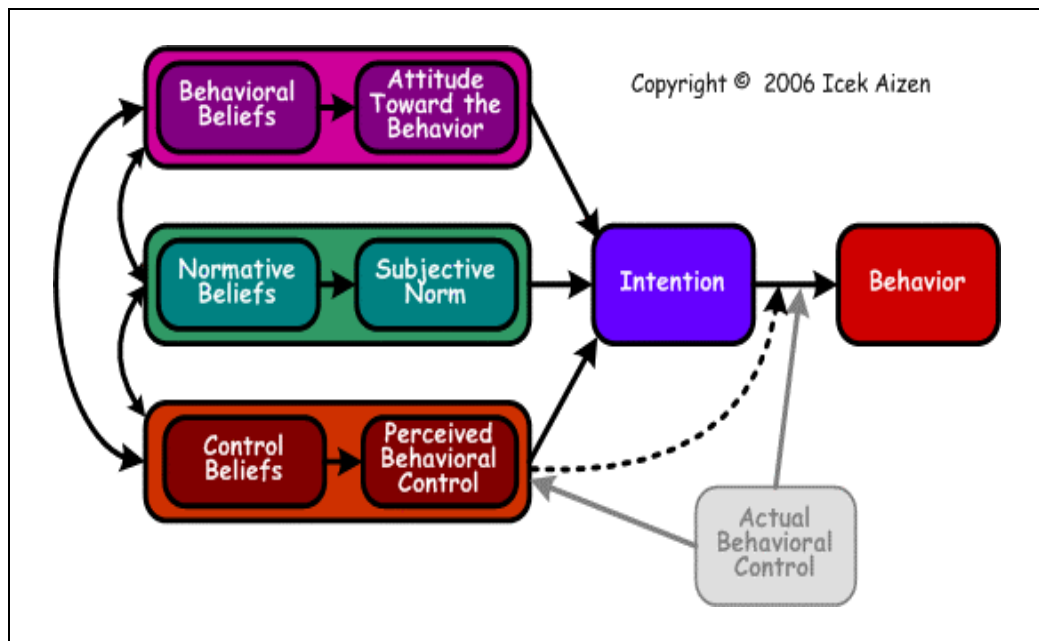 Copyright © 2006 Icek Aizen
Behavioral
Beliefs
Attitude
Toward the
Behavior
Normative
Beliefs
Subjective
Norm
Intention
Behavior
Control
Beliefs
Perceived
Behavioral
Control
Actual
Behavioral
Control